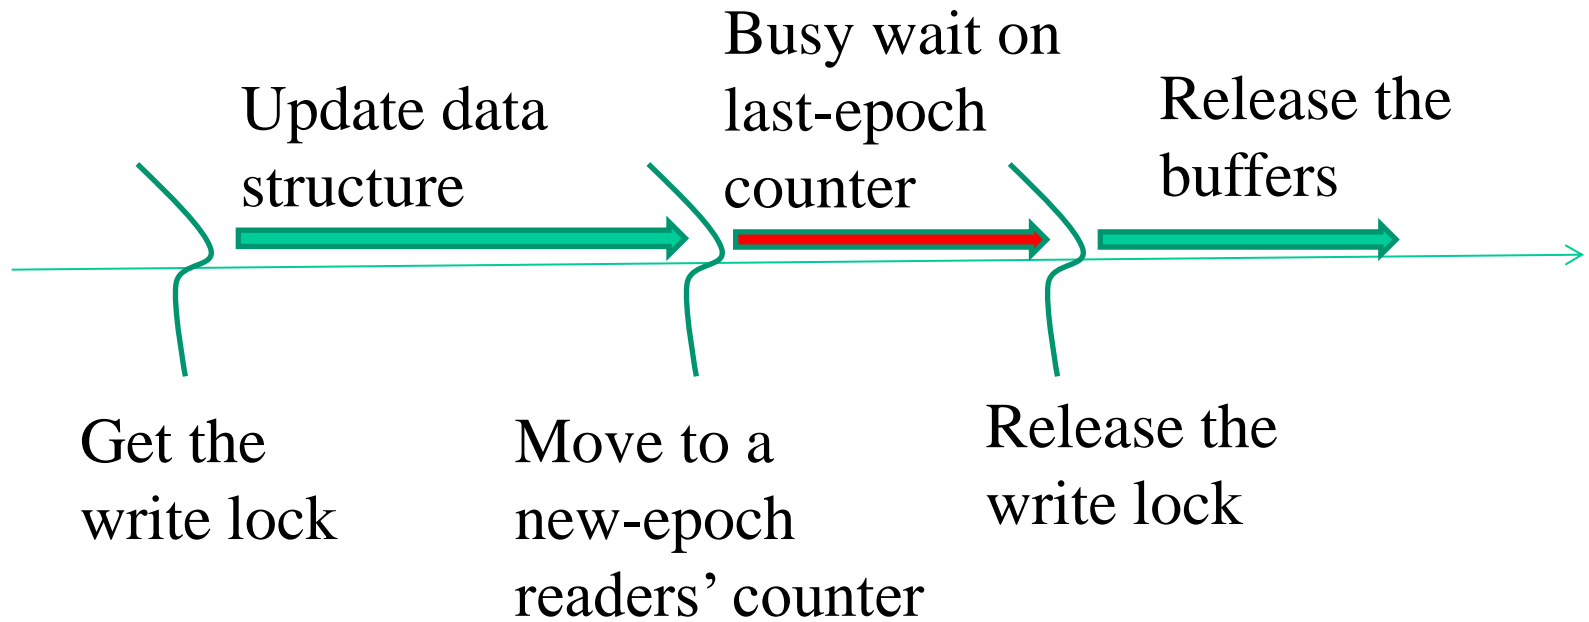 Busy wait on
last-epoch
counter
Update data
structure
Release the
buffers
Get the
write lock
Move to a
new-epoch
readers’ counter
Release the
write lock